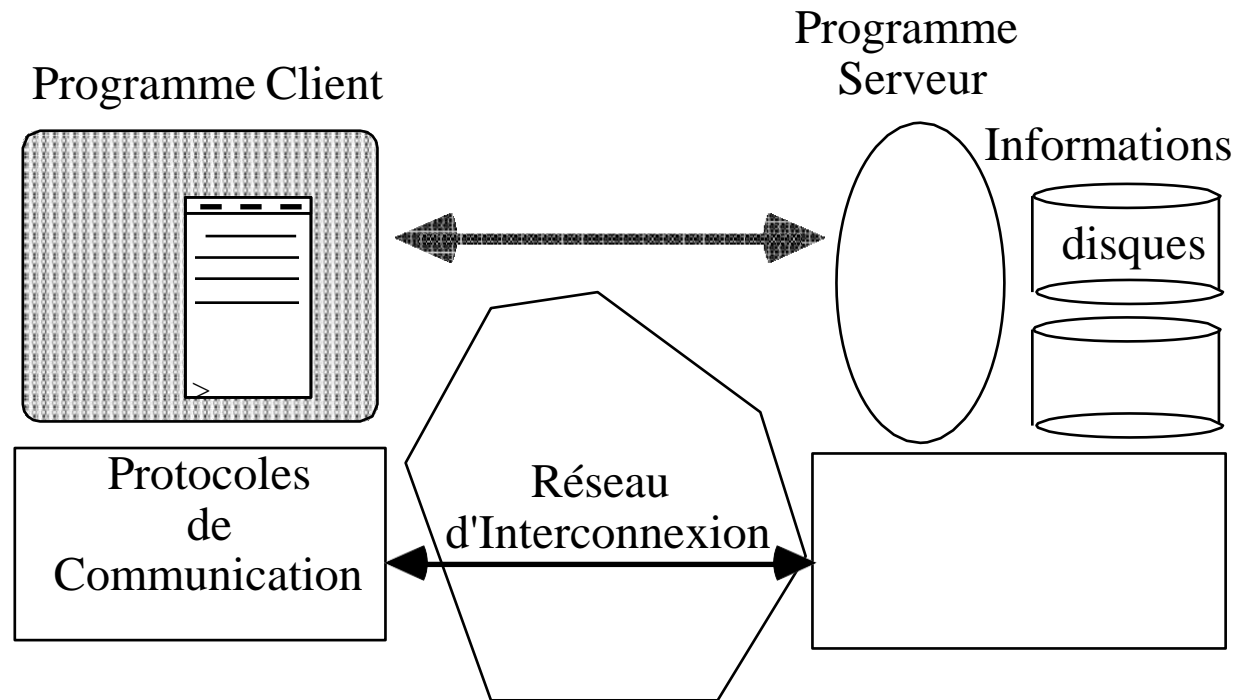 Programme Client
Programme
Serveur
Informations
disques
>
Protocoles
de
Communication
Réseau
d'Interconnexion